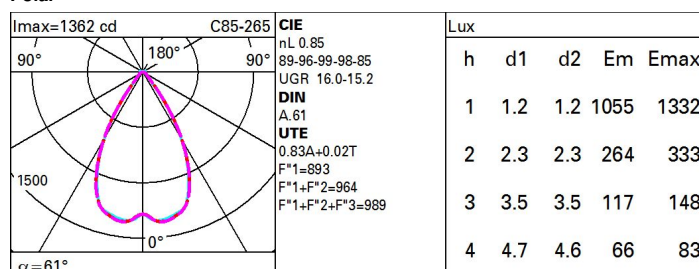 Imax=1362 cd C85-265
90° 180° 90°
1500
0°
α=61°
CIE
nL 0.85
89-96-99-98-85
UGR 16.0-15.2
DIN
A.61
UTE
0.83A+0.02T
F"1=893
F"1+F"2=964
F"1+F"2+F"3=989
Lux
h d1 d2 Em Emax
1 1.2 1.2 1055 1332
2 2.3 2.3 264 333
3 3.5 3.5 117 148
4 4.7 4.6 66 83